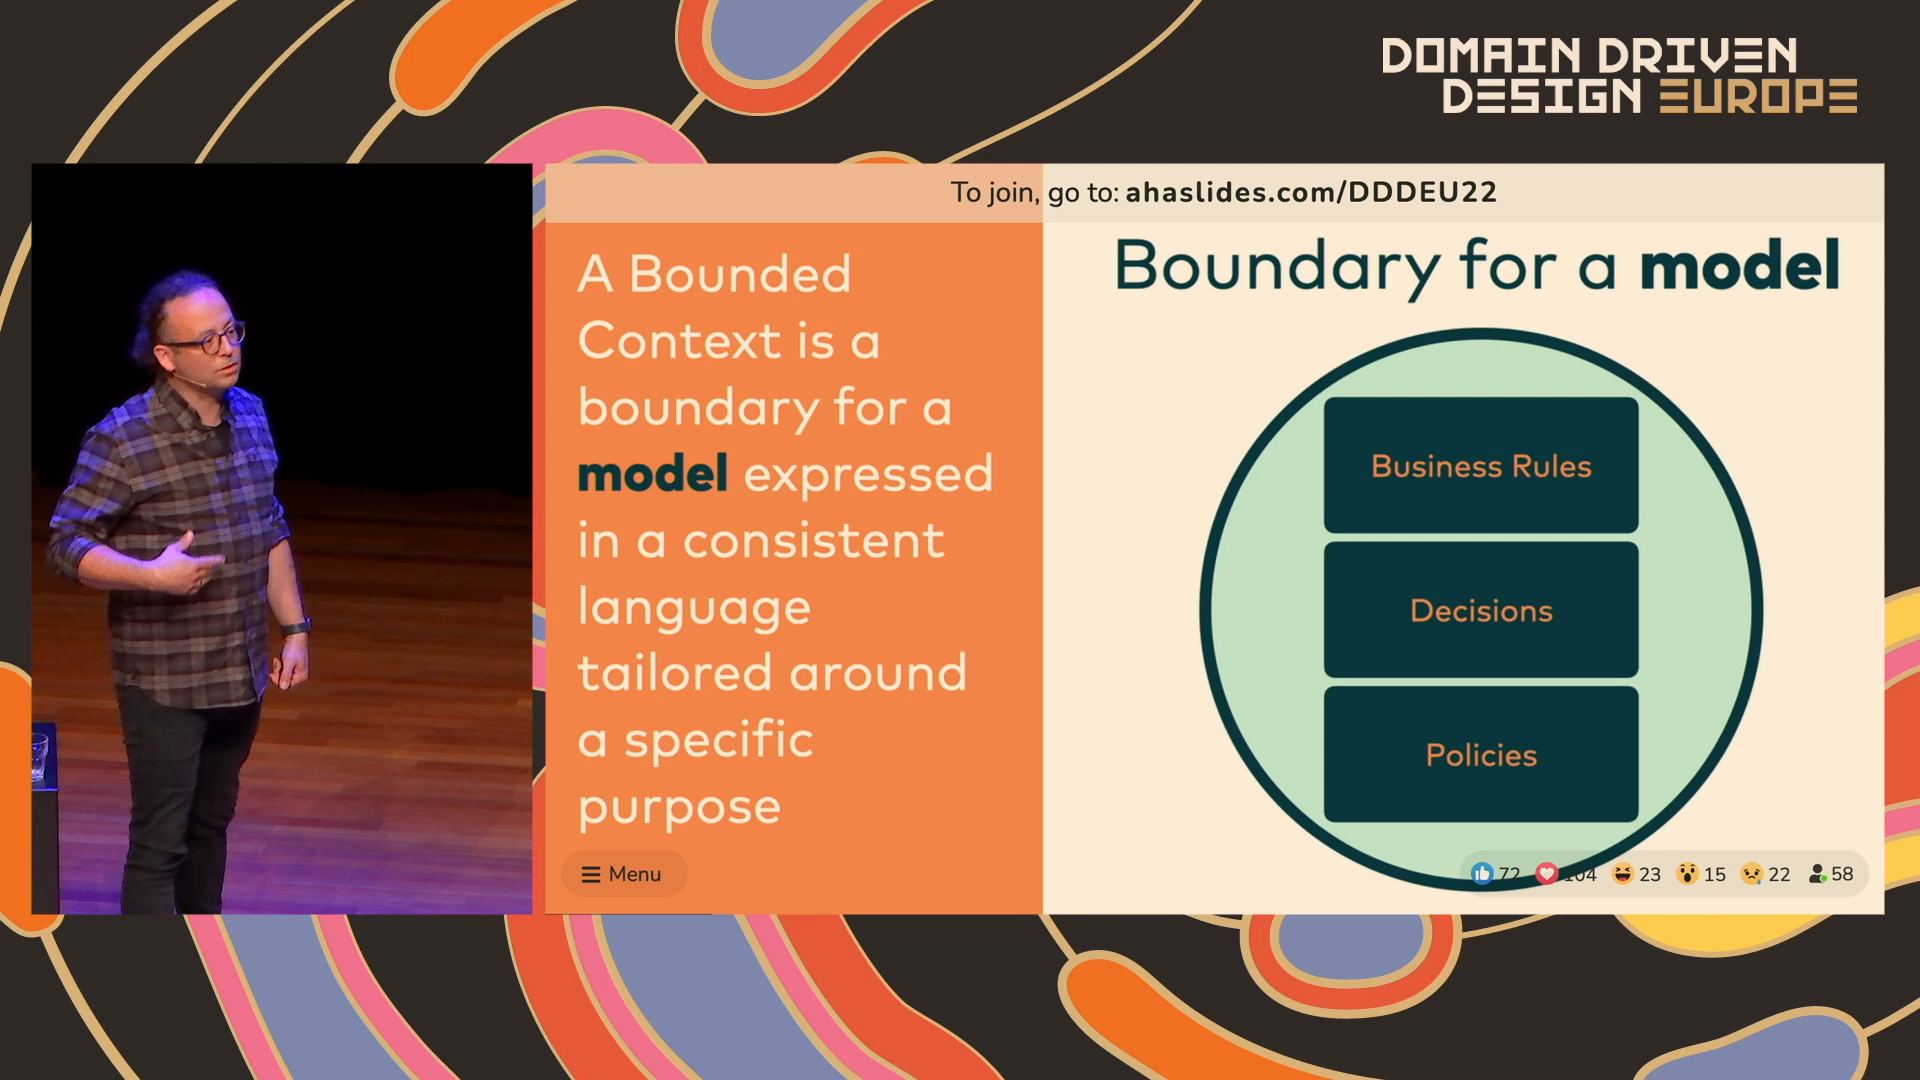 DOMAIN DRIVEN
DESIGN EUROPE
To join, go to: ahaslides.com/DDDEU22
A Bounded
Context is a
boundary for a
model expressed
in a consistent
language
tailored around
a specific
purpose
Menu
Boundary for a model
Business Rules
Decisions
Policies
72 104 23 15 22 58